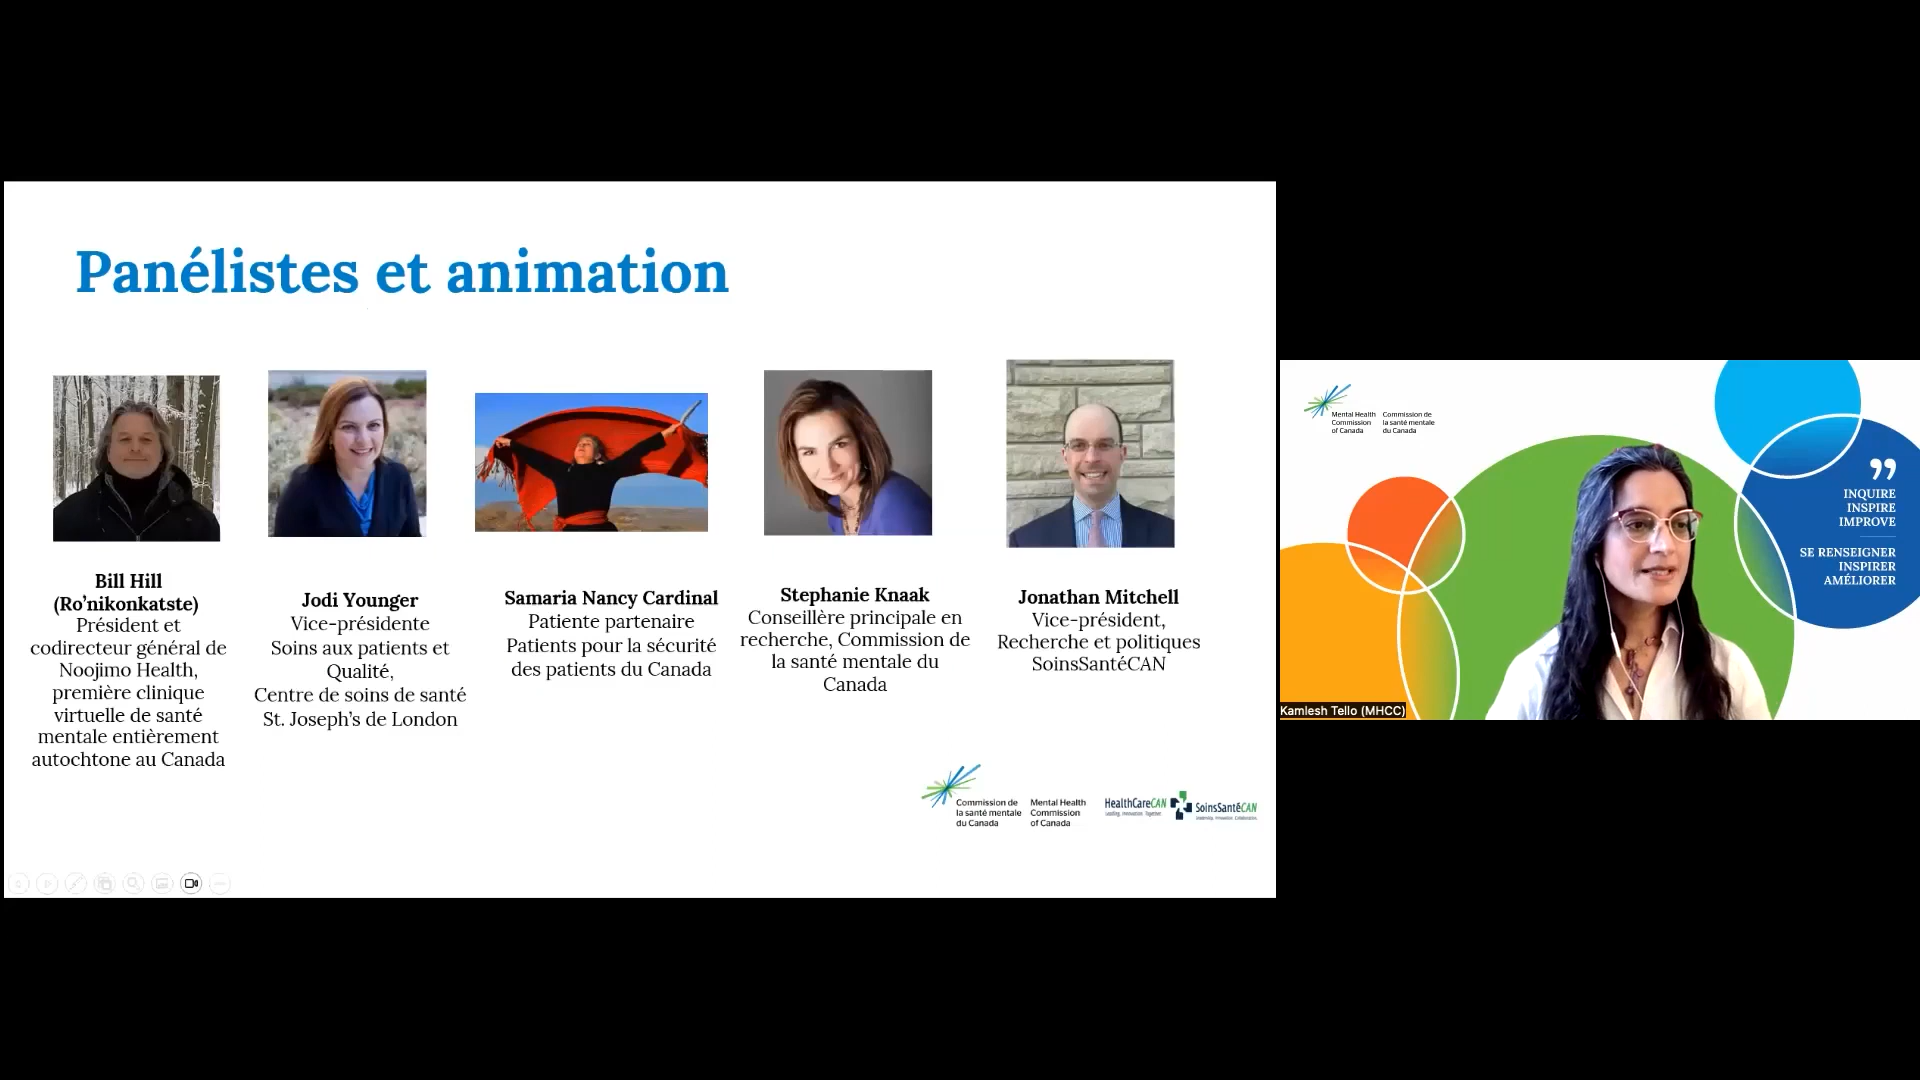 Panélistes et animation
Bill Hill
(Ro’nikonkatste)
Président et
codirecteur général de
Noojimo Health,
première clinique
virtuelle de santé
mentale entièrement
autochtone au Canada
Jodi Younger
Vice-présidente
Soins aux patients et
Qualité,
Centre de soins de santé
St. Joseph’s de London
Samaria Nancy Cardinal
Patiente partenaire
Patients pour la sécurité
des patients du Canada
Stephanie Knaak
Conseillère principale en
recherche, Commission de
la santé mentale du
Canada
Jonathan Mitchell
Vice-président,
Recherche et politiques
SoinsSantéCAN
Commission de
la santé mentale
du Canada
Mental Health
Commission
of Canada
HealthCareCAN
Leading. Innovation. Together.
SoinsSantéCAN
Mental Health
Commission
of Canada
Commission de
la santé mentale
du Canada
”
INQUIRE
INSPIRE
IMPROVE
SE RENSEIGNER
INSPIRER
AMÉLIORER
Kamlesh Tello (MHCC)